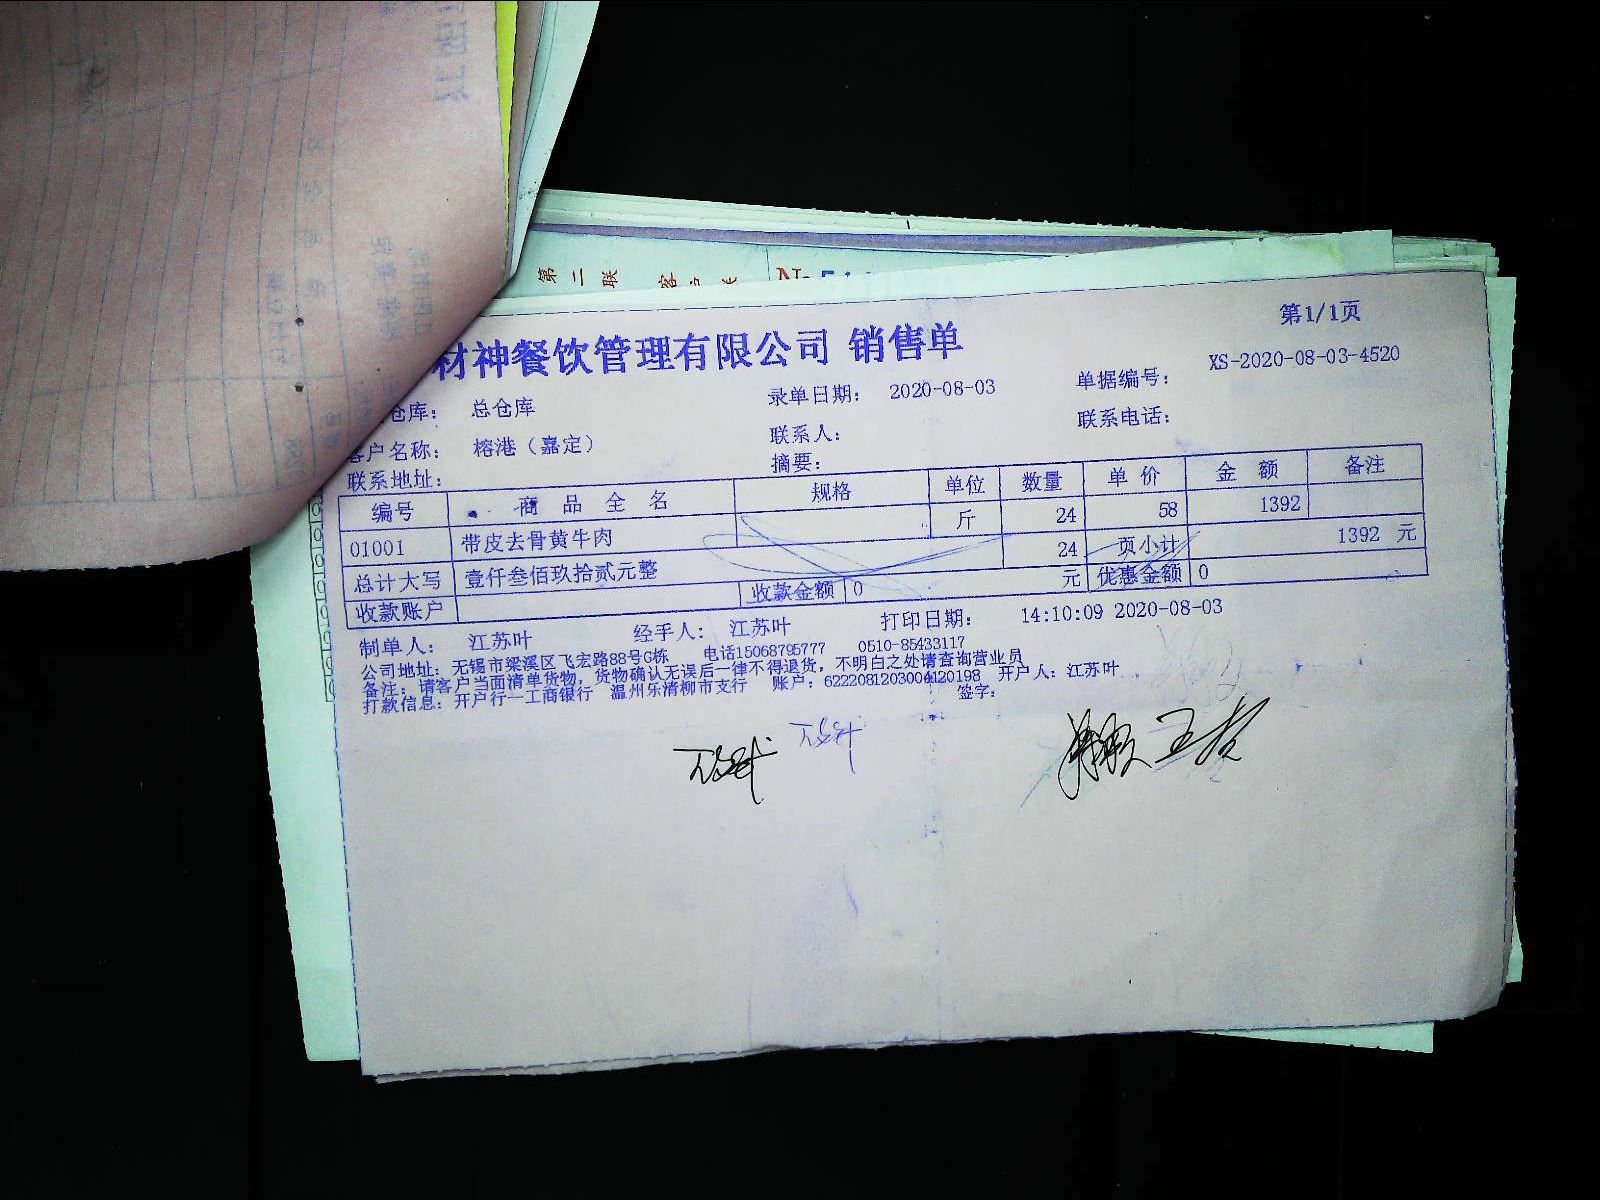 第二联
第1/1页
材神餐饮管理有限公司 销售单
仓库： 总仓库 录单日期： 2020-08-03 单据编号： XS-2020-08-03-4520
客户名称： 榕港（嘉定） 联系人： 联系电话：
联系地址： 摘要：
编号 商品全名 规格 单位 数量 单价 金额 备注
01001 带皮去骨黄牛肉 斤 24 58 1392
总计大写 壹仟叁佰玖拾贰元整 24 页小计 1392 元
收款账户 收款金额 0 元 优惠金额 0
制单人： 江苏叶 经手人： 江苏叶 打印日期： 14:10:09 2020-08-03
公司地址：无锡市梁溪区飞宏路88号G栋 电话15068795777 0510-85433117
备注：请客户当面清单货物，货物确认无误后一律不得退货，不明白之处请查询营业员
打款信息：开户行一工商银行 温州乐清柳市支行 账户：6222081203004120198 开户人：江苏叶
签字：